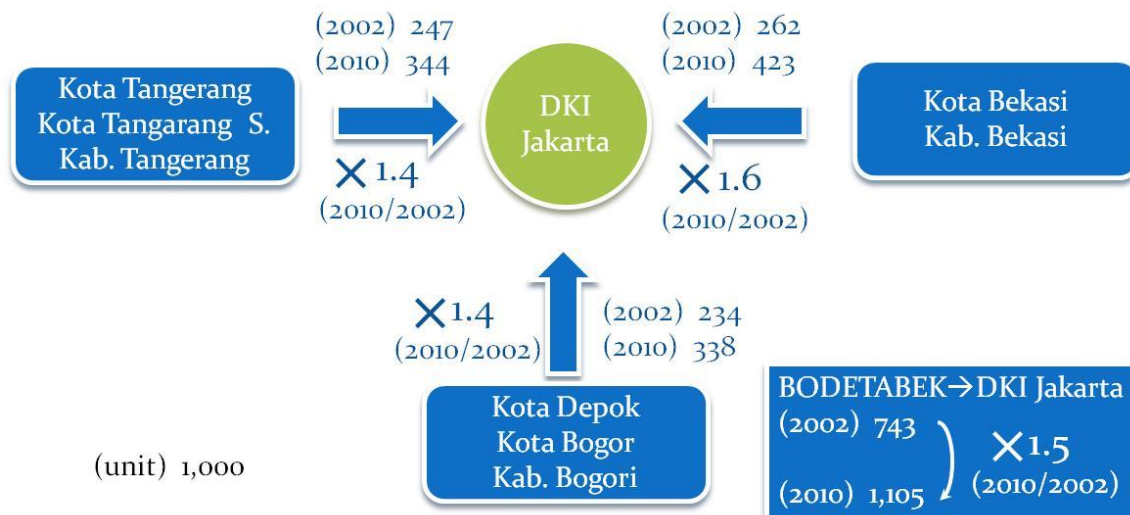 (2002) 247
(2010) 344
(2002) 262
(2010) 423
Kota Tangerang
Kota Tangarang S.
Kab. Tangerang
DKI
Jakarta
Kota Bekasi
Kab. Bekasi
×1.4
(2010/2002)
×1.6
(2010/2002)
×1.4
(2010/2002)
(2002) 234
(2010) 338
Kota Depok
Kota Bogor
Kab. Bogori
(unit) 1,000
BODETABEK→DKI Jakarta
(2002) 743
×1.5
(2010/2002)
(2010) 1,105